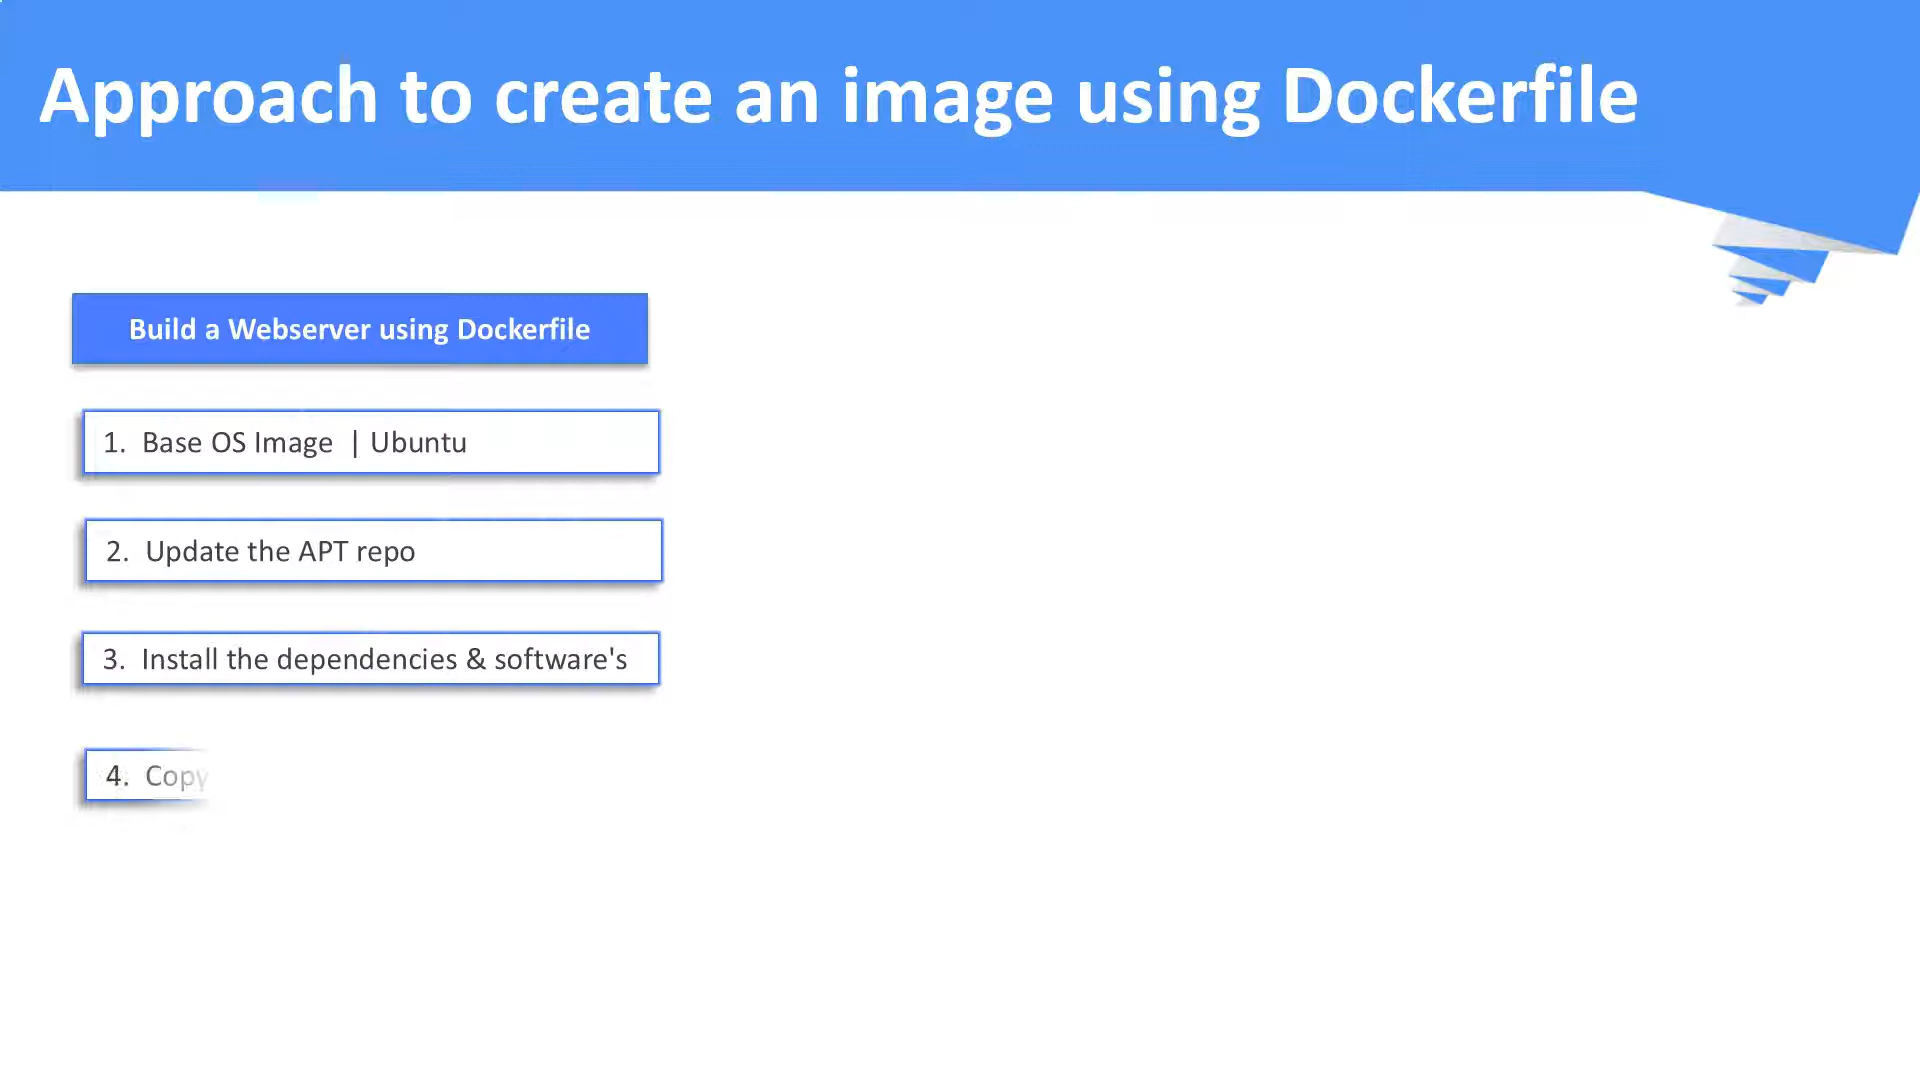 Approach to create an image using Dockerfile
Build a Webserver using Dockerfile
1. Base OS Image | Ubuntu
2. Update the APT repo
3. Install the dependencies & software's
4. Copy